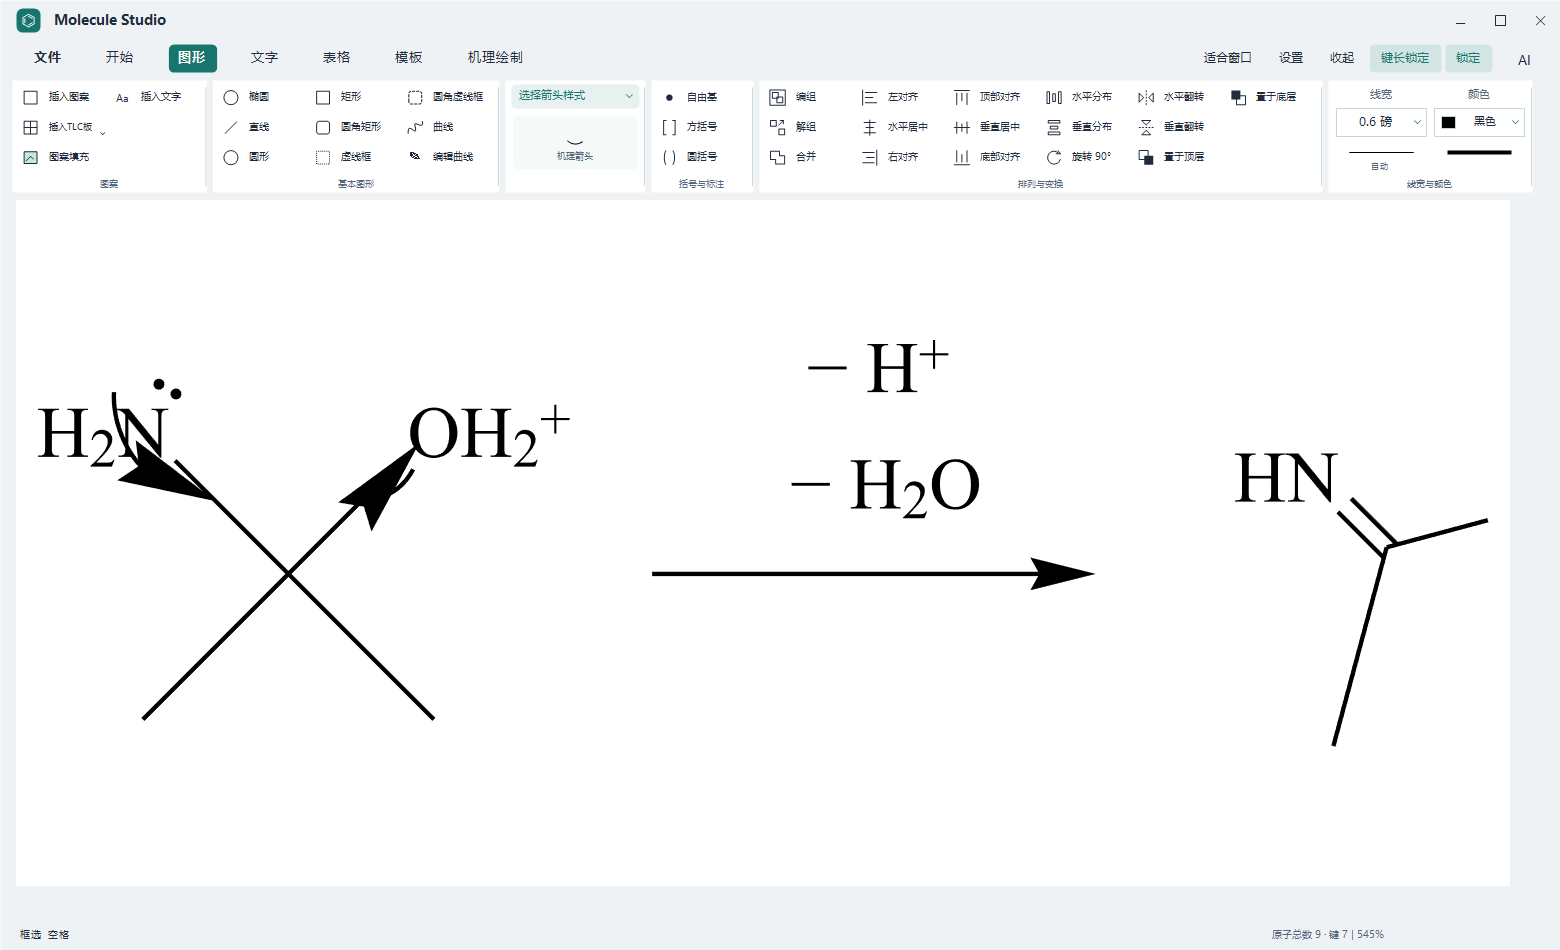 Molecule Studio
文件 开始 图形 文字 表格 模板 机理绘制 适合窗口 设置 收起 键长锁定 锁定 AI
插入图案 Aa 插入文字 椭圆 矩形 圆角虚线框 选择箭头样式 自由基 编组 左对齐 顶部对齐 水平分布 水平翻转 置于底层 线宽 颜色
插入TLC板 直线 圆角矩形 曲线 方括号 解组 水平居中 垂直居中 垂直分布 垂直翻转 0.6 磅 黑色
图案填充 圆形 虚线框 编辑曲线 机理箭头 圆括号 合并 右对齐 底部对齐 旋转 90° 置于顶层 自动
图案 基本图形 括号与标注 排列与变换 线宽与颜色
− H+
H2N OH2+
− H2O
HN
框选 空格 原子总数 9 · 键 7 | 545%